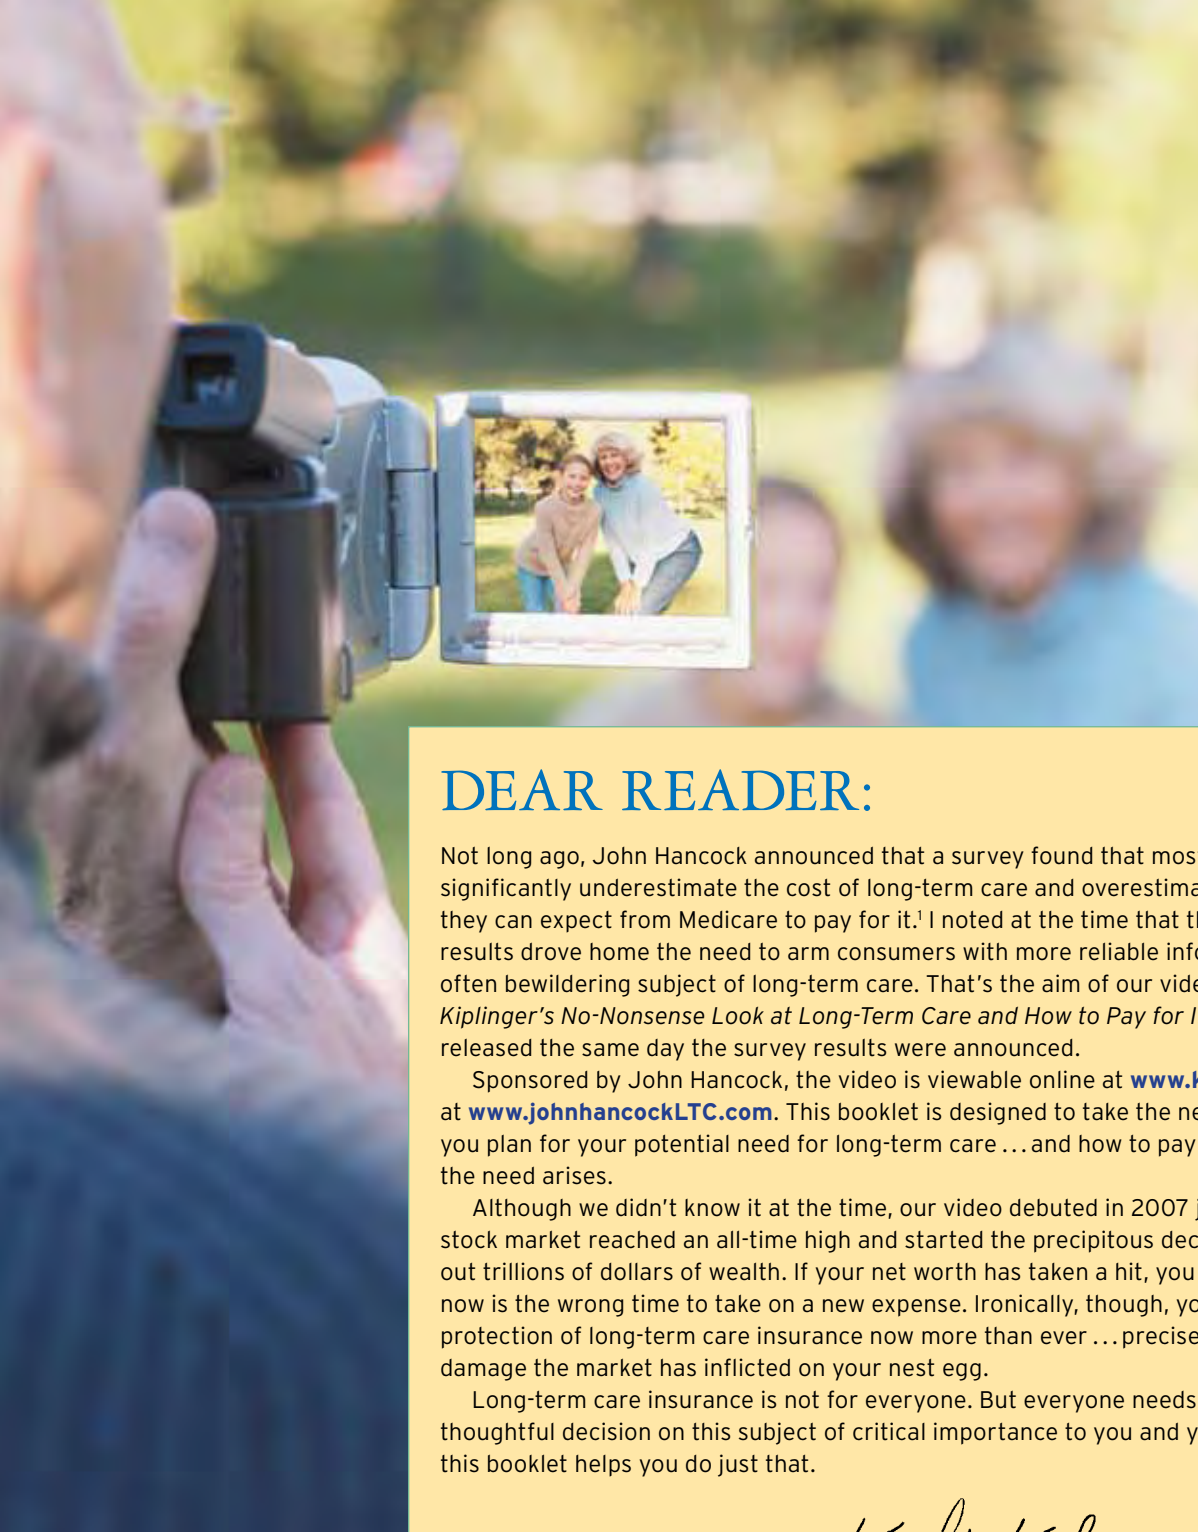 DEAR READER:
Not long ago, John Hancock announced that a survey found that mos
significantly underestimate the cost of long-term care and overestima
they can expect from Medicare to pay for it.1 I noted at the time that th
results drove home the need to arm consumers with more reliable info
often bewildering subject of long-term care. That’s the aim of our vide
Kiplinger’s No-Nonsense Look at Long-Term Care and How to Pay for I
released the same day the survey results were announced.
Sponsored by John Hancock, the video is viewable online at www.k
at www.johnhancockLTC.com. This booklet is designed to take the ne
you plan for your potential need for long-term care...and how to pay
the need arises.
Although we didn’t know it at the time, our video debuted in 2007 j
stock market reached an all-time high and started the precipitous dec
out trillions of dollars of wealth. If your net worth has taken a hit, you
now is the wrong time to take on a new expense. Ironically, though, yo
protection of long-term care insurance now more than ever...precise
damage the market has inflicted on your nest egg.
Long-term care insurance is not for everyone. But everyone needs
thoughtful decision on this subject of critical importance to you and y
this booklet helps you do just that.